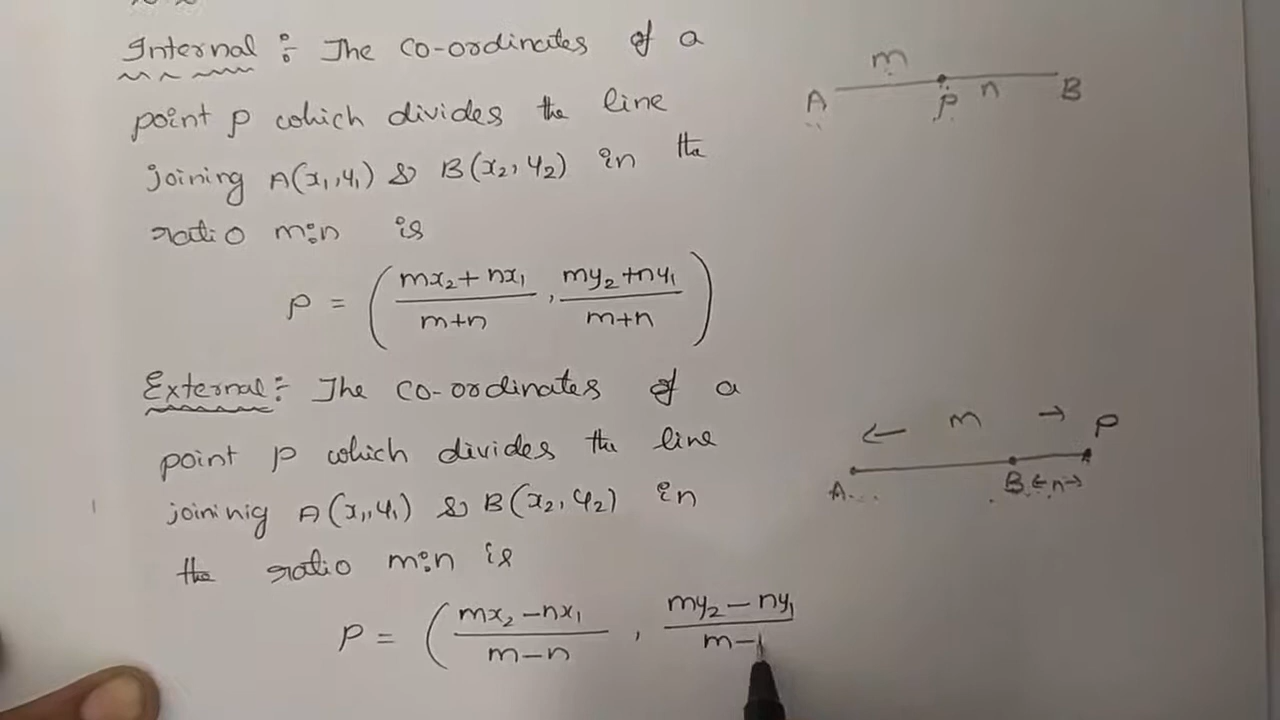 Internal : The co-ordinates of a
point P which divides the line
joining A(x₁,y₁) & B(x₂,y₂) in the
ratio m:n is
P = ( mx₂+nx₁ / m+n , my₂+ny₁ / m+n )
External :- The co-ordinates of a
point P which divides the line
joininig A(x₁,y₁) & B(x₂,y₂) in
the ratio m:n is
P = ( mx₂-nx₁ / m-n , my₂-ny₁ / m-
m
A P n B
← m → P
A... B ←n→